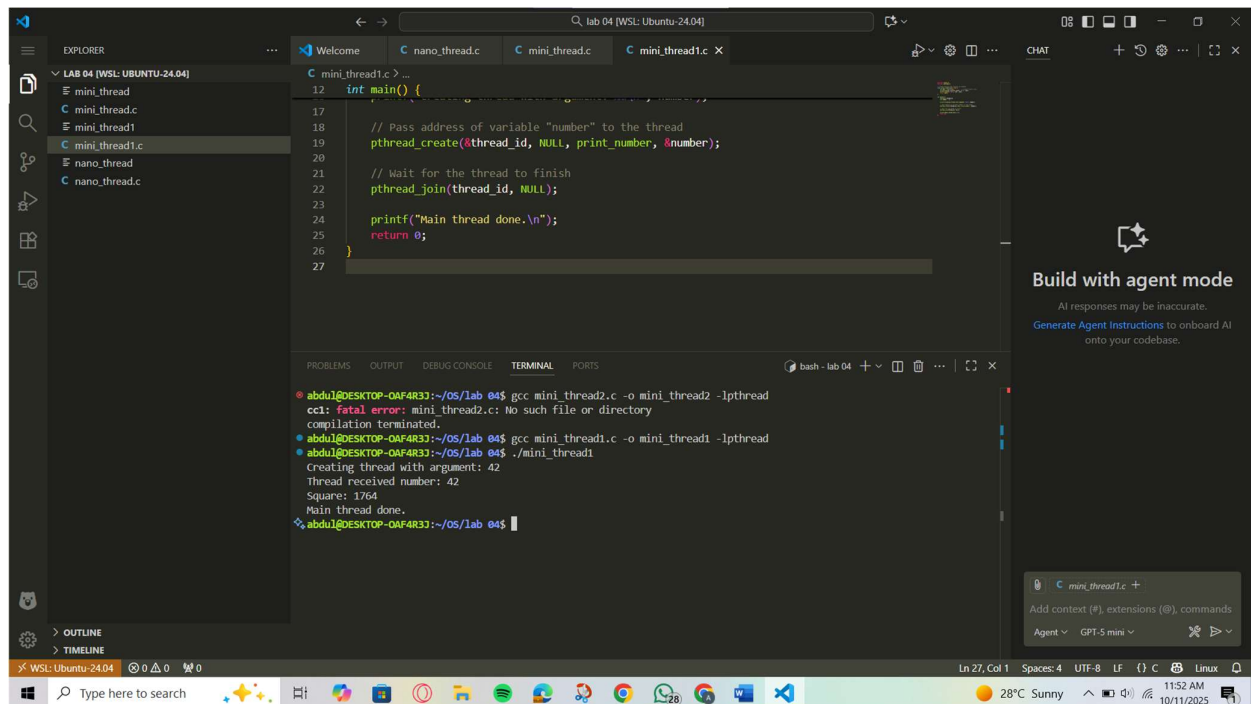 lab 04 [WSL: Ubuntu-24.04]
EXPLORER
LAB 04 [WSL: UBUNTU-24.04]
mini_thread
C mini_thread.c
mini_thread1
C mini_thread1.c
nano_thread
C nano_thread.c
OUTLINE
TIMELINE
Welcome
C nano_thread.c
C mini_thread.c
C mini_thread1.c
C mini_thread1.c > ...
12 int main() {
17
18 // Pass address of variable "number" to the thread
19 pthread_create(&thread_id, NULL, print_number, &number);
20
21 // Wait for the thread to finish
22 pthread_join(thread_id, NULL);
23
24 printf("Main thread done.\n");
25 return 0;
26 }
27
PROBLEMS OUTPUT DEBUG CONSOLE TERMINAL PORTS
bash - lab 04
abdul@DESKTOP-OAF4R3J:~/OS/lab 04$ gcc mini_thread2.c -o mini_thread2 -lpthread
cc1: fatal error: mini_thread2.c: No such file or directory
compilation terminated.
abdul@DESKTOP-OAF4R3J:~/OS/lab 04$ gcc mini_thread1.c -o mini_thread1 -lpthread
abdul@DESKTOP-OAF4R3J:~/OS/lab 04$ ./mini_thread1
Creating thread with argument: 42
Thread received number: 42
Square: 1764
Main thread done.
abdul@DESKTOP-OAF4R3J:~/OS/lab 04$
CHAT
Build with agent mode
AI responses may be inaccurate.
Generate Agent Instructions to onboard AI
onto your codebase.
C mini_thread1.c +
Add context (#), extensions (@), commands
Agent GPT-5 mini
WSL: Ubuntu-24.04 0 0 0
Ln 27, Col 1 Spaces: 4 UTF-8 LF {} C Linux
Type here to search
28
28°C Sunny
11:52 AM
10/11/2025
1